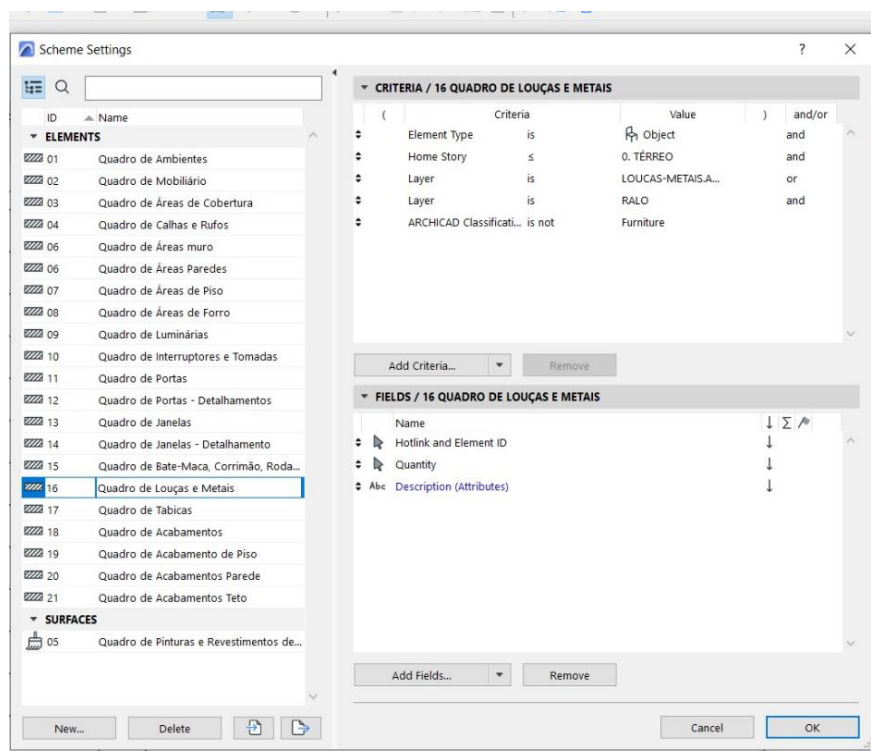 Scheme Settings ? ×
ID Name
ELEMENTS
01 Quadro de Ambientes
02 Quadro de Mobiliário
03 Quadro de Áreas de Cobertura
04 Quadro de Calhas e Rufos
06 Quadro de Áreas muro
06 Quadro de Áreas Paredes
07 Quadro de Áreas de Piso
08 Quadro de Áreas de Forro
09 Quadro de Luminárias
10 Quadro de Interruptores e Tomadas
11 Quadro de Portas
12 Quadro de Portas - Detalhamentos
13 Quadro de Janelas
14 Quadro de Janelas - Detalhamento
15 Quadro de Bate-Maca, Corrimão, Roda...
16 Quadro de Louças e Metais
17 Quadro de Tabicas
18 Quadro de Acabamentos
19 Quadro de Acabamento de Piso
20 Quadro de Acabamentos Parede
21 Quadro de Acabamentos Teto
SURFACES
05 Quadro de Pinturas e Revestimentos de...
New... Delete
CRITERIA / 16 QUADRO DE LOUÇAS E METAIS
( Criteria Value ) and/or
Element Type is Object and
Home Story ≤ 0. TÉRREO and
Layer is LOUCAS-METAIS.A... or
Layer is RALO and
ARCHICAD Classificati... is not Furniture
Add Criteria... Remove
FIELDS / 16 QUADRO DE LOUÇAS E METAIS
Name ↓ Σ
Hotlink and Element ID ↓
Quantity ↓
Abc Description (Attributes) ↓
Add Fields... Remove
Cancel OK